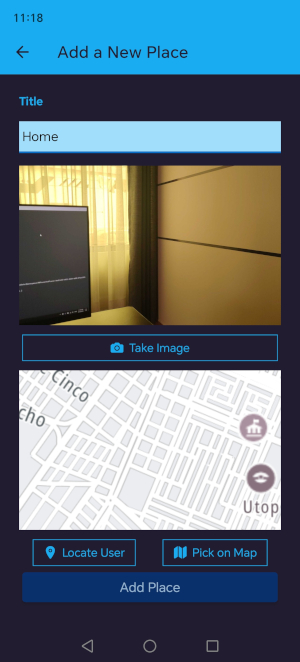 11:18
Add a New Place
Title
Home
Take Image
Cinco
cho
Utop
Locate User
Pick on Map
Add Place